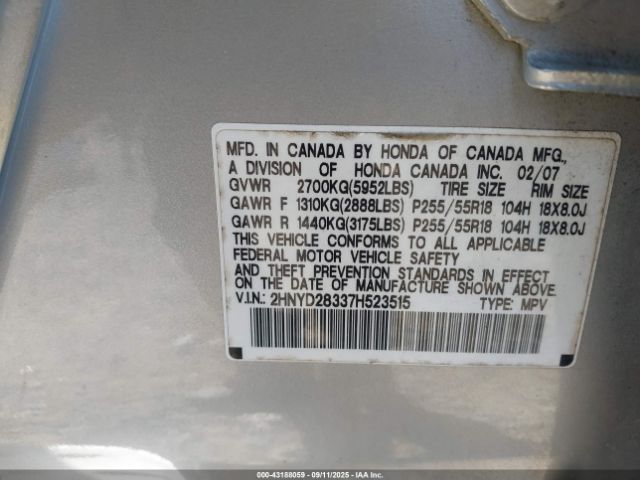 MFD. IN CANADA BY HONDA OF CANADA MFG.,
A DIVISION OF HONDA CANADA INC. 02/07
GVWR 2700KG(5952LBS) TIRE SIZE RIM SIZE
GAWR F 1310KG(2888LBS) P255/55R18 104H 18X8.0J
GAWR R 1440KG(3175LBS) P255/55R18 104H 18X8.0J
THIS VEHICLE CONFORMS TO ALL APPLICABLE
FEDERAL MOTOR VEHICLE SAFETY
AND THEFT PREVENTION STANDARDS IN EFFECT
ON THE DATE OF MANUFACTURE SHOWN ABOVE.
V.I.N.: 2HNYD28337H523515 TYPE: MPV
000-43188059 - 09/11/2025 - IAAI.COM